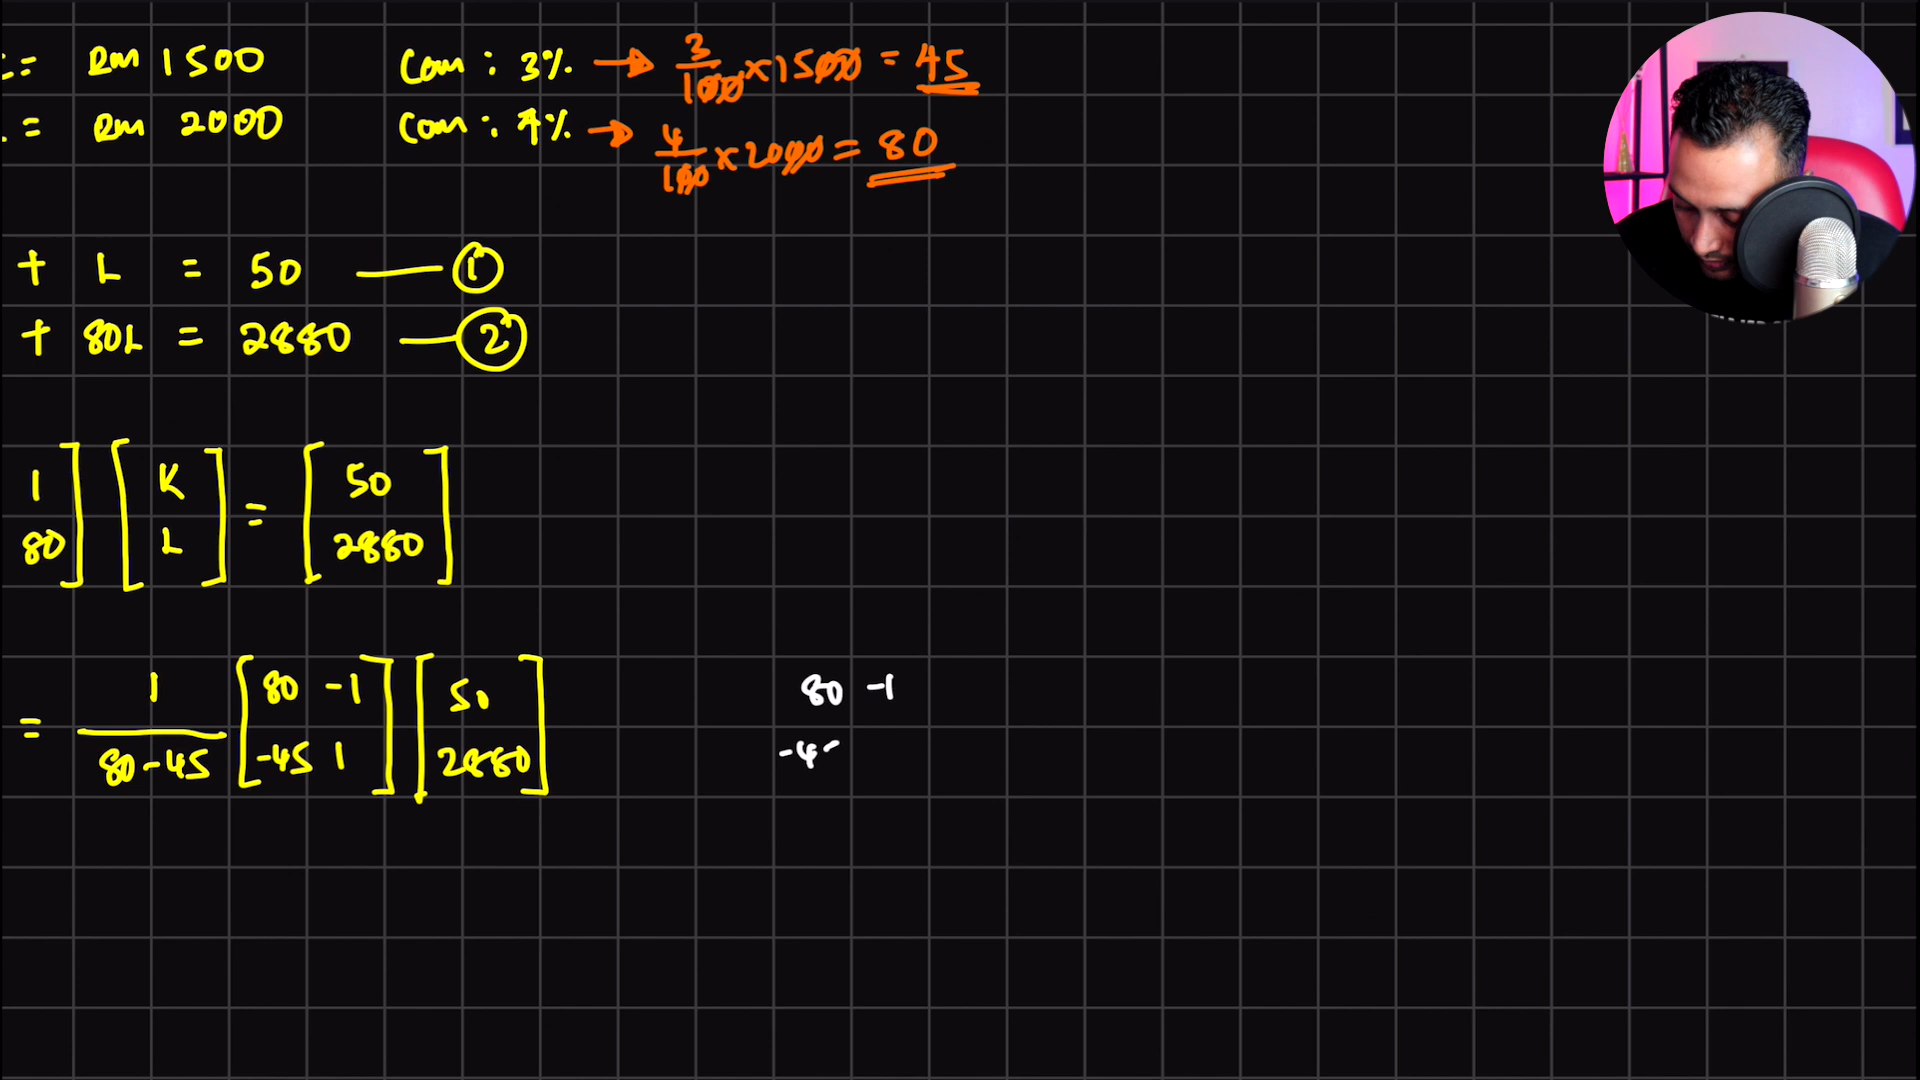 = Rm 1500 Com : 3% → 3/100 × 1500 = 45
= Rm 2000 Com : 4% → 4/100 × 2000 = 80
+ L = 50 — ①
+ 80L = 2880 — ②
1] [K] = [50]
80] [L] [2880]
= 1/(80-45) [80 -1] [50]
[-45 1] [2880]
80 -1
-4